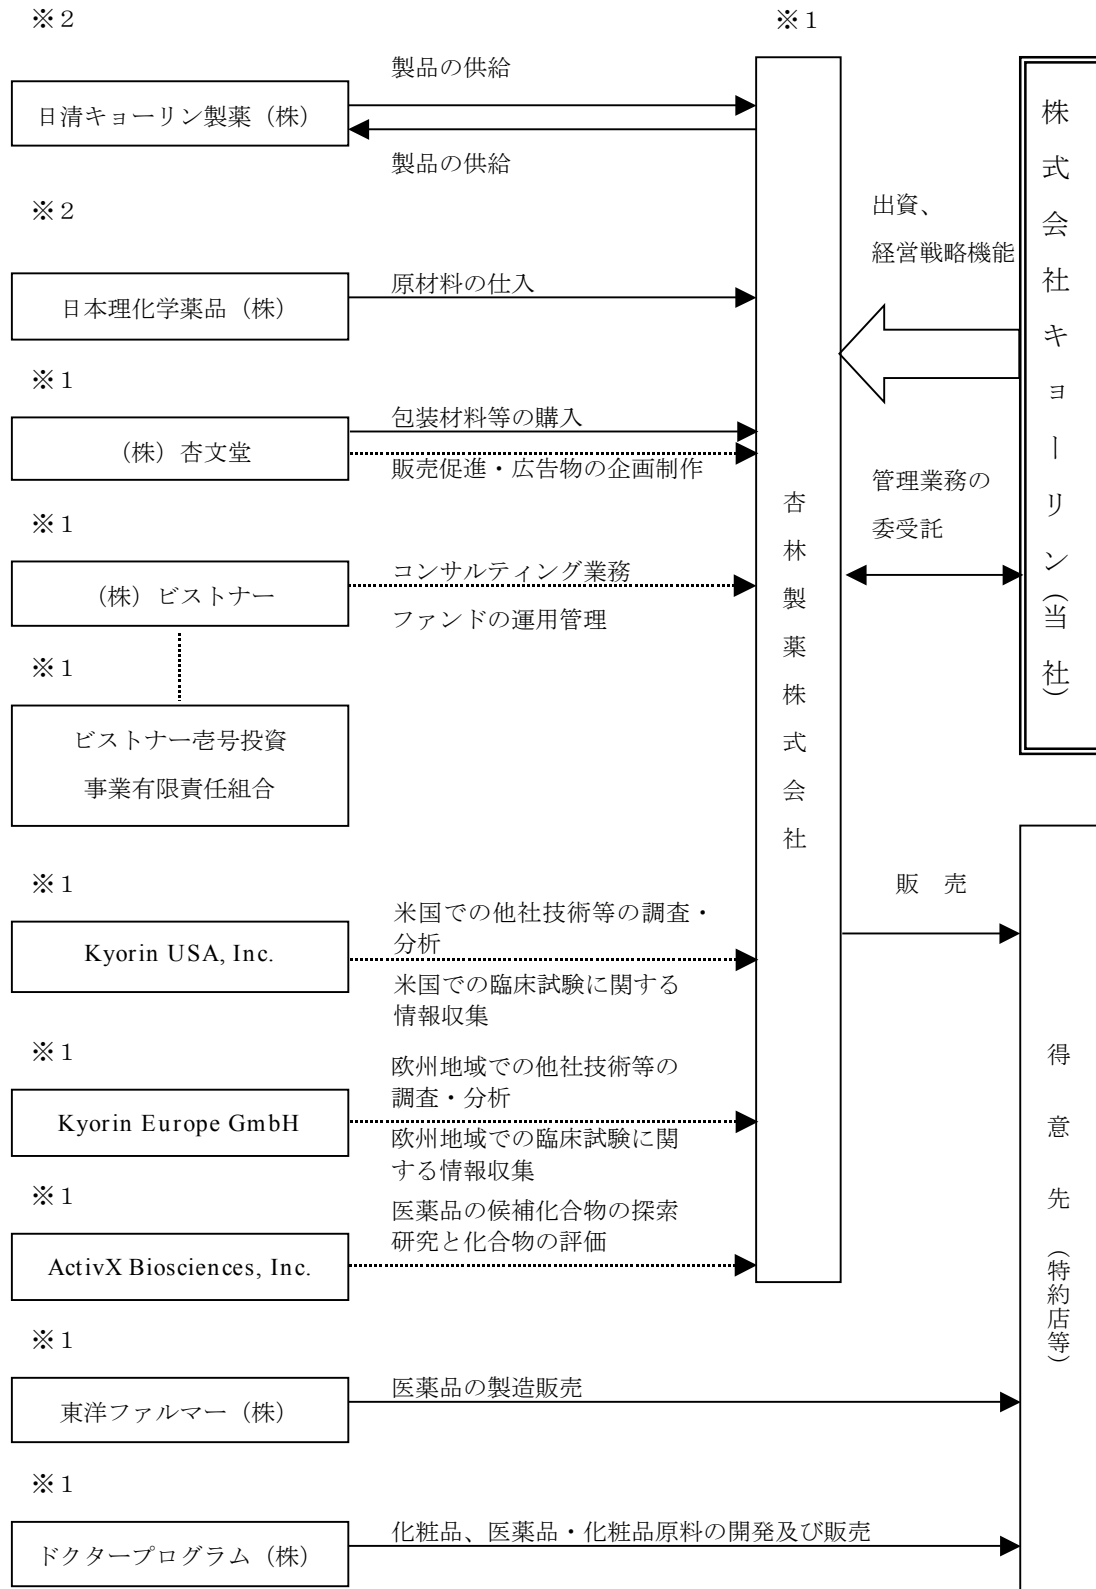 ※２
※１
製品の供給
日清キョーリン製薬（株）
製品の供給
※２
原材料の仕入
日本理化学薬品（株）
※１
包装材料等の購入
（株）杏文堂
販売促進・広告物の企画制作
※１
コンサルティング業務
（株）ビストナー
ファンドの運用管理
※１
ビストナー壱号投資
事業有限責任組合
※１
米国での他社技術等の調査・
分析
Kyorin USA, Inc.
米国での臨床試験に関する
情報収集
※１
欧州地域での他社技術等の
調査・分析
Kyorin Europe GmbH
欧州地域での臨床試験に関
する情報収集
※１
医薬品の候補化合物の探索
研究と化合物の評価
ActivX Biosciences, Inc.
※１
医薬品の製造販売
東洋ファルマー（株）
※１
化粧品、医薬品・化粧品原料の開発及び販売
ドクタープログラム（株）
杏林製薬株式会社
出資、
経営戦略機能
管理業務の
委受託
株式会社キョーリン（当社）
販　売
得意先（特約店等）